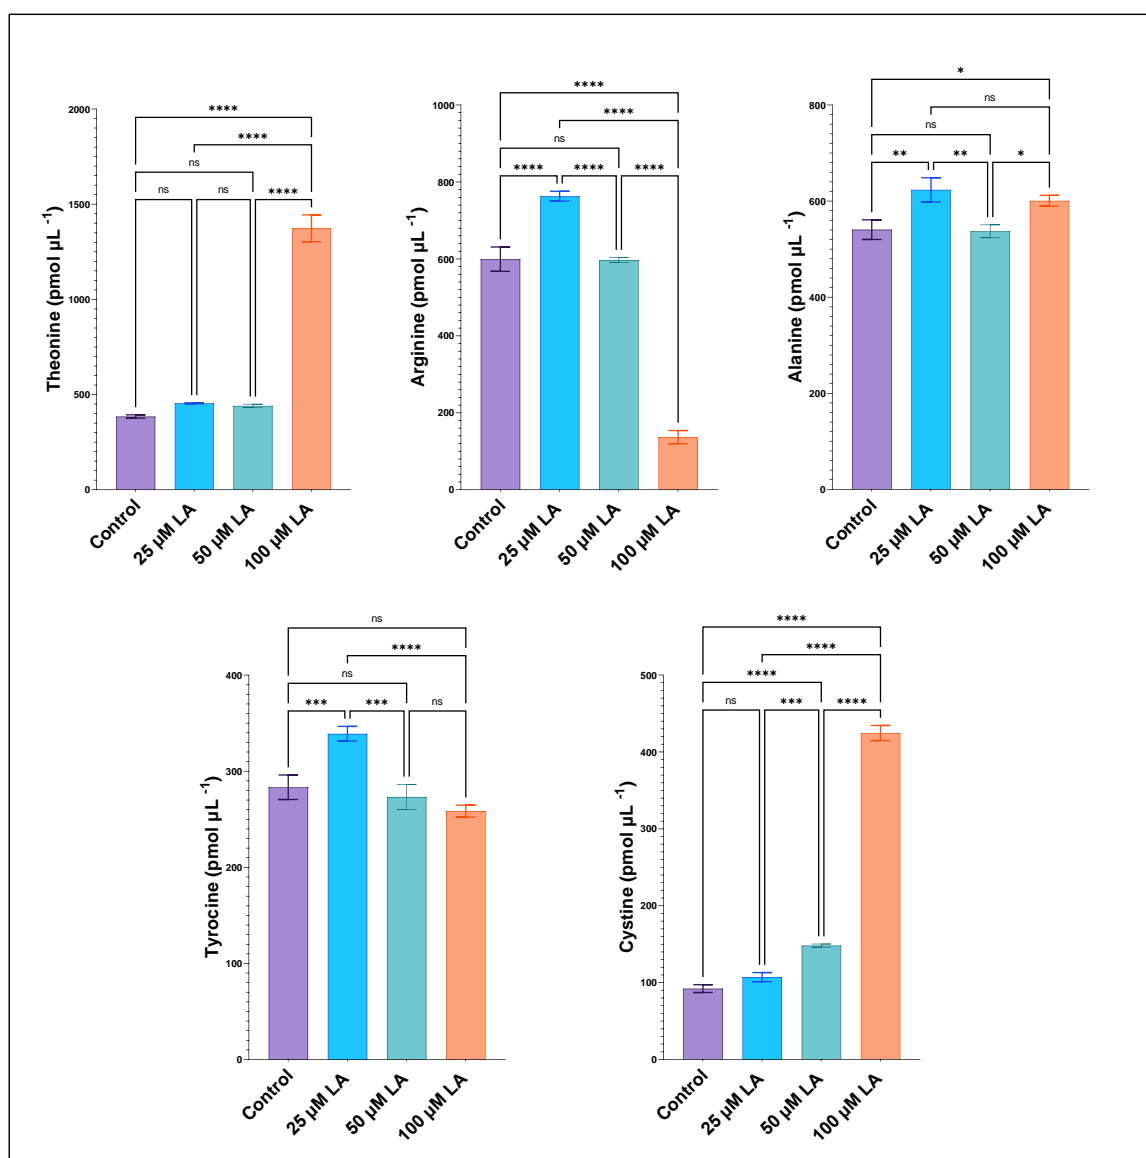 ****
****
ns
ns ns ****
Theonine (pmol µL -1)
2000
1500
1000
500
0
Control
25 µM LA
50 µM LA
100 µM LA
****
****
ns
**** **** ****
Arginine (pmol µL -1)
1000
800
600
400
200
0
Control
25 µM LA
50 µM LA
100 µM LA
*
ns
ns
** ** *
Alanine (pmol µL -1)
800
600
400
200
0
Control
25 µM LA
50 µM LA
100 µM LA
ns
****
ns
*** *** ns
Tyrocine (pmol µL -1)
400
300
200
100
0
Control
25 µM LA
50 µM LA
100 µM LA
****
****
****
ns *** ****
Cystine (pmol µL -1)
500
400
300
200
100
0
Control
25 µM LA
50 µM LA
100 µM LA